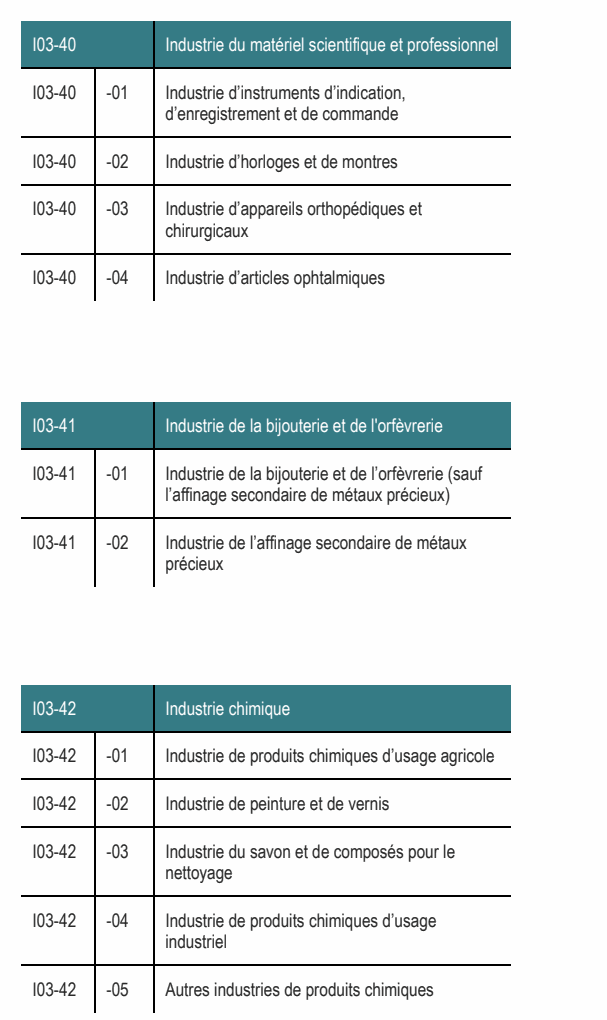 I03-40 Industrie du matériel scientifique et professionnel
I03-40 -01 Industrie d’instruments d’indication,
d’enregistrement et de commande
I03-40 -02 Industrie d’horloges et de montres
I03-40 -03 Industrie d’appareils orthopédiques et
chirurgicaux
I03-40 -04 Industrie d’articles ophtalmiques
I03-41 Industrie de la bijouterie et de l'orfèvrerie
I03-41 -01 Industrie de la bijouterie et de l’orfèvrerie (sauf
l’affinage secondaire de métaux précieux)
I03-41 -02 Industrie de l’affinage secondaire de métaux
précieux
I03-42 Industrie chimique
I03-42 -01 Industrie de produits chimiques d’usage agricole
I03-42 -02 Industrie de peinture et de vernis
I03-42 -03 Industrie du savon et de composés pour le
nettoyage
I03-42 -04 Industrie de produits chimiques d’usage
industriel
I03-42 -05 Autres industries de produits chimiques